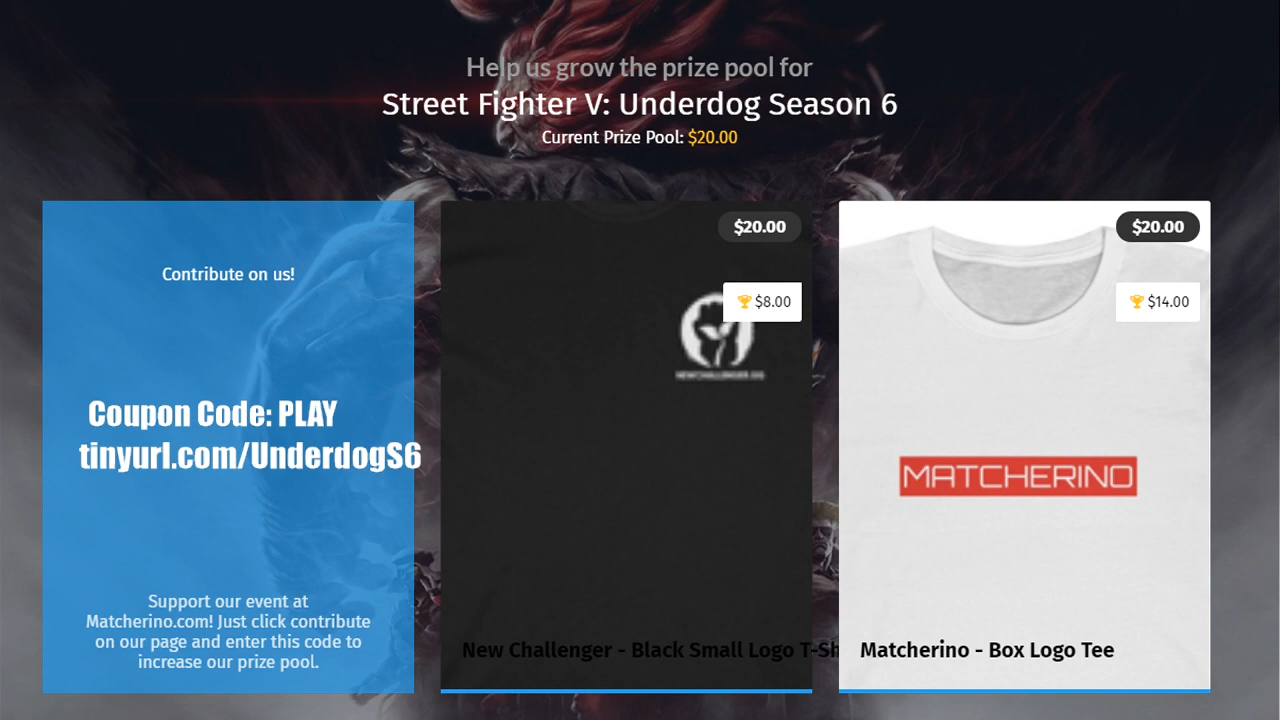 Help us grow the prize pool for
Street Fighter V: Underdog Season 6
Current Prize Pool: $20.00
Contribute on us!
Coupon Code: PLAY
tinyurl.com/UnderdogS6
Support our event at
Matcherino.com! Just click contribute
on our page and enter this code to
increase our prize pool.
$20.00
$8.00
New Challenger - Black Small Logo T-Sh
$20.00
$14.00
MATCHERINO
Matcherino - Box Logo Tee